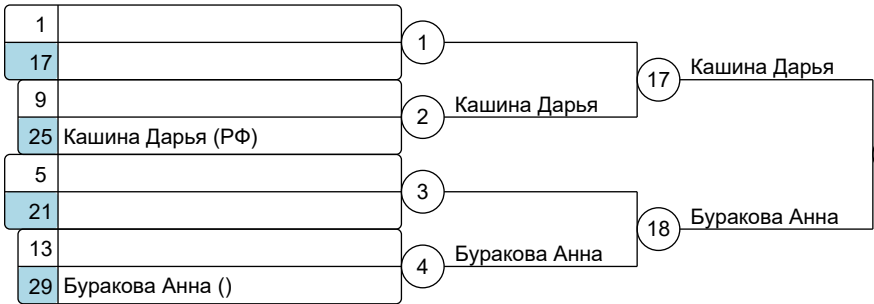 1
17
1
9
25 Кашина Дарья (РФ)
2
Кашина Дарья
17
Кашина Дарья
5
21
3
13
29 Буракова Анна ()
4
Буракова Анна
18
Буракова Анна